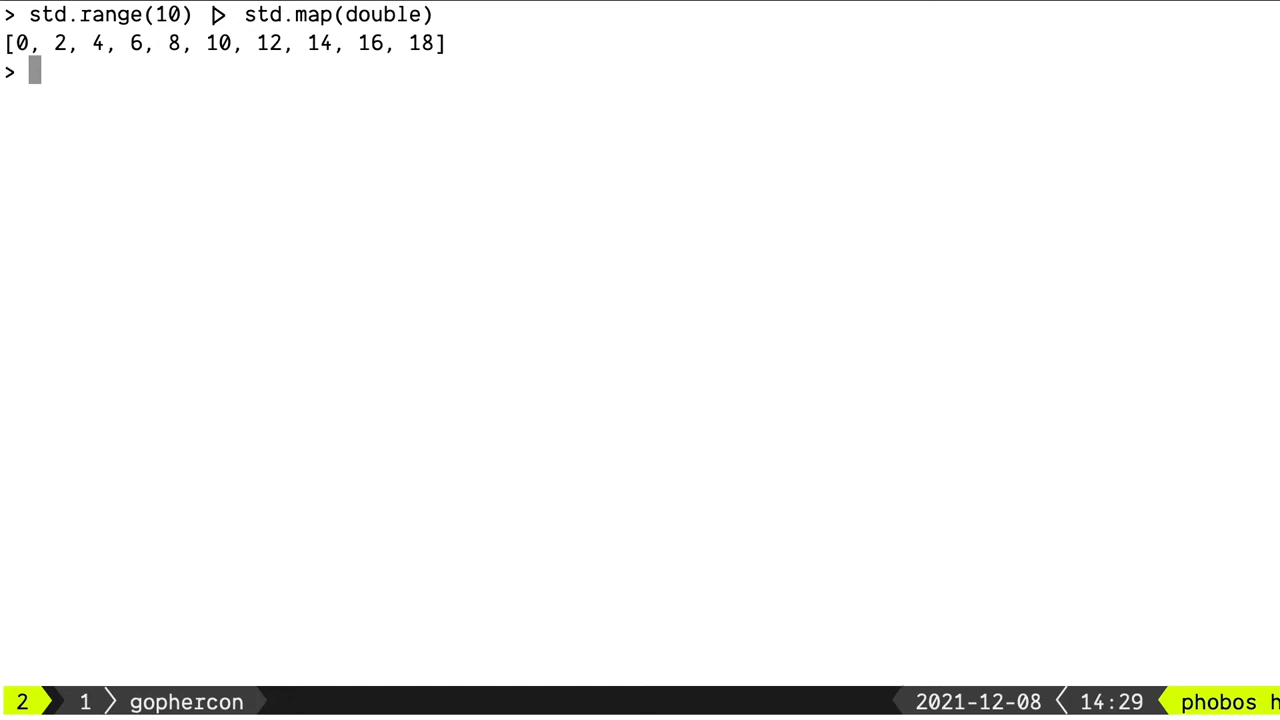 > std.range(10) |> std.map(double)
[0, 2, 4, 6, 8, 10, 12, 14, 16, 18]
>
2 1 gophercon 2021-12-08 14:29 phobos h